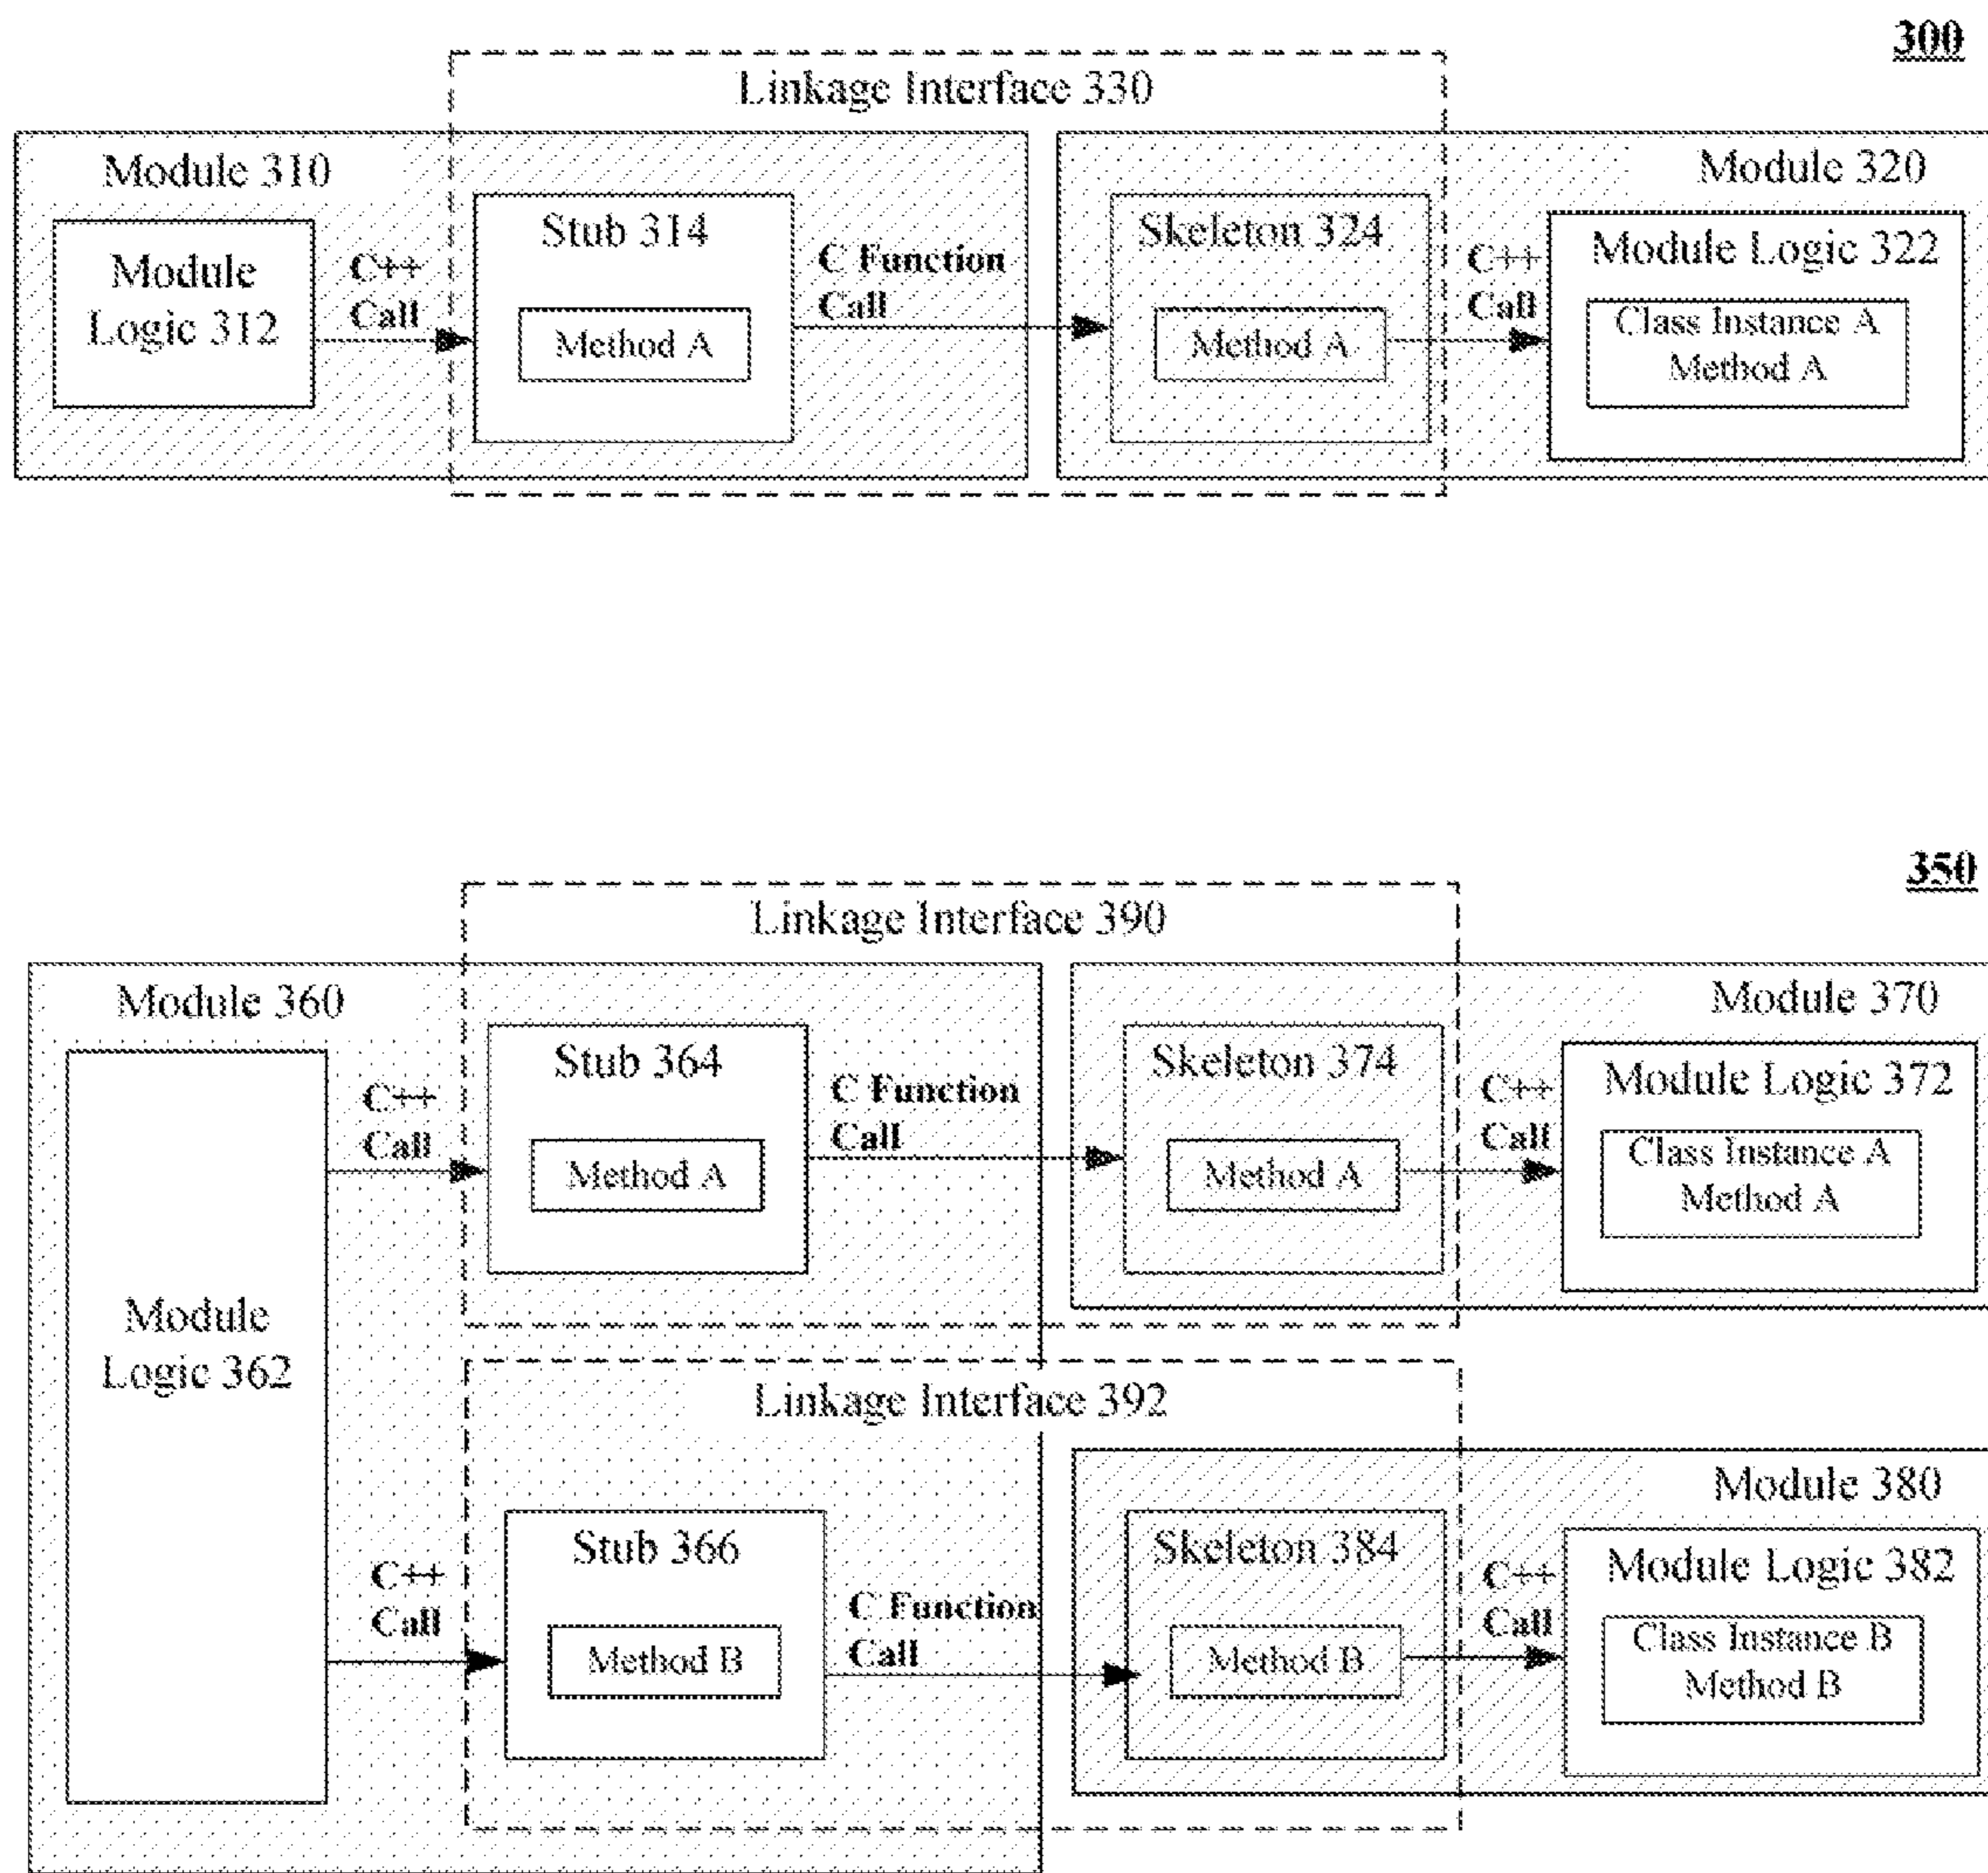 300
Linkage Interface 330
Module 310
Module 320
Module
Logic 312
C++
Call
Stub 314
Method A
C Function
Call
Skeleton 324
Method A
C++
Call
Module Logic 322
Class Instance A
Method A
350
Linkage Interface 390
Module 360
Module 370
Module
Logic 362
C++
Call
Stub 364
Method A
C Function
Call
Skeleton 374
Method A
C++
Call
Module Logic 372
Class Instance A
Method A
Linkage Interface 392
Module 380
C++
Call
Stub 366
Method B
C Function
Call
Skeleton 384
Method B
C++
Call
Module Logic 382
Class Instance B
Method B